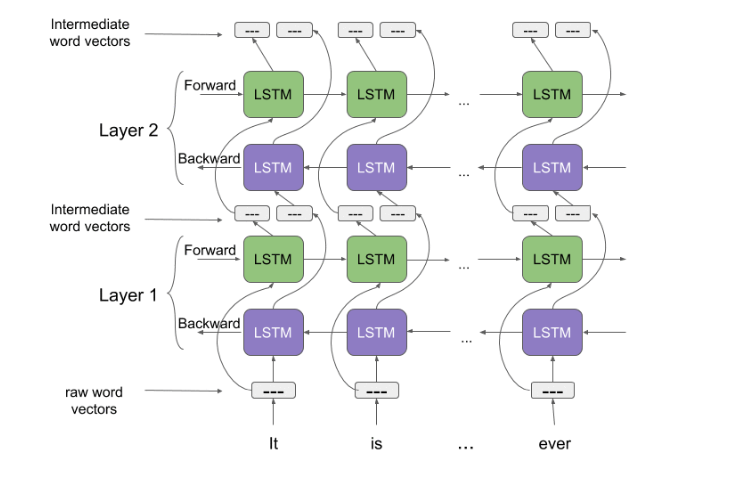 Intermediate
word vectors
--- --- --- --- --- ---
Forward
LSTM LSTM ... LSTM
Layer 2
Backward
LSTM LSTM ... LSTM
Intermediate
word vectors
--- --- --- --- --- ---
Forward
LSTM LSTM ... LSTM
Layer 1
Backward
LSTM LSTM ... LSTM
raw word
vectors
--- --- ---
It is ... ever